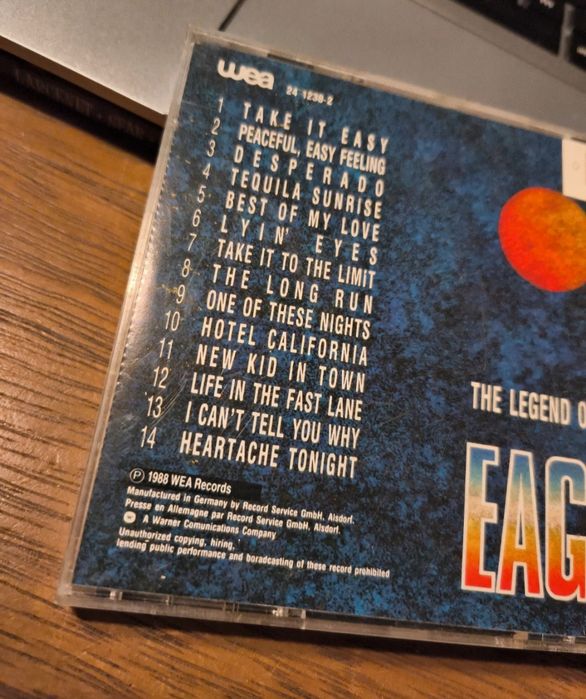 wea
24 1238-2
1 TAKE IT EASY
2 PEACEFUL, EASY FEELING
3 DESPERADO
4 TEQUILA SUNRISE
5 BEST OF MY LOVE
6 LYIN' EYES
7 TAKE IT TO THE LIMIT
8 THE LONG RUN
9 ONE OF THESE NIGHTS
10 HOTEL CALIFORNIA
11 NEW KID IN TOWN
12 LIFE IN THE FAST LANE
13 I CAN'T TELL YOU WHY
14 HEARTACHE TONIGHT
℗ 1988 WEA Records
Manufactured in Germany by Record Service GmbH, Alsdorf.
Presse en Allemagne par Record Service GmbH, Alsdorf.
A Warner Comunications Company
Unauthorized copying, hiring,
lending public performance and boradcasting of these record prohibited
THE LEGEND O
EAG